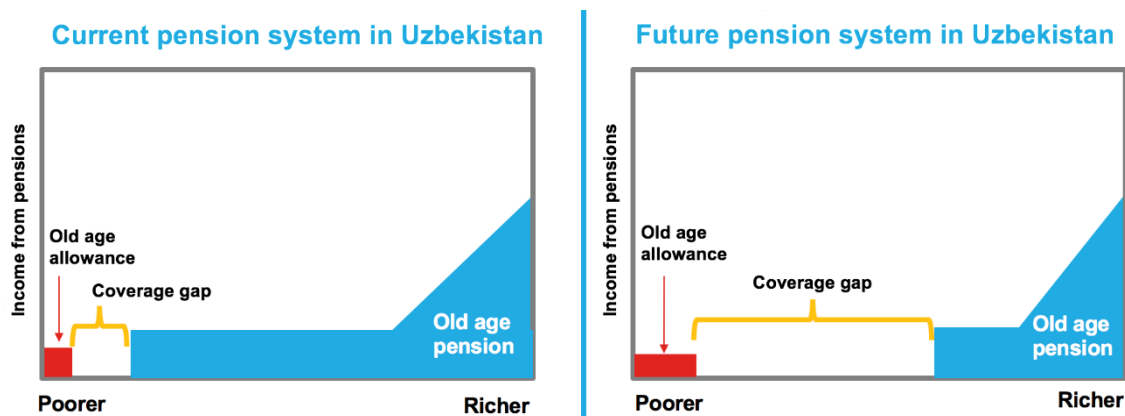 Current pension system in Uzbekistan
Income from pensions
Old age
allowance
Coverage gap
Old age
pension
Poorer
Richer
Future pension system in Uzbekistan
Income from pensions
Old age
allowance
Coverage gap
Old age
pension
Poorer
Richer